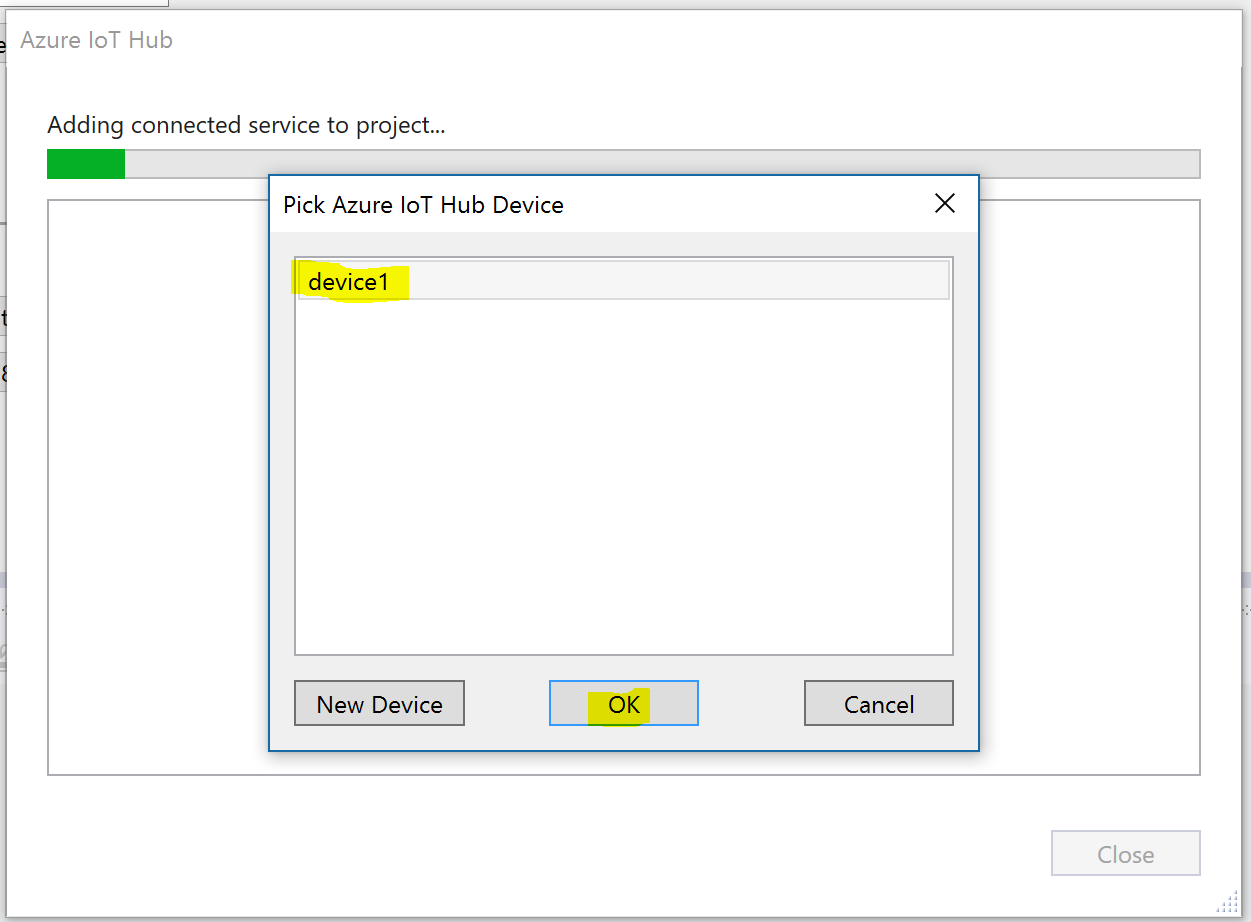 Azure IoT Hub
Adding connected service to project...
Pick Azure IoT Hub Device
device1
New Device
OK
Cancel
Close